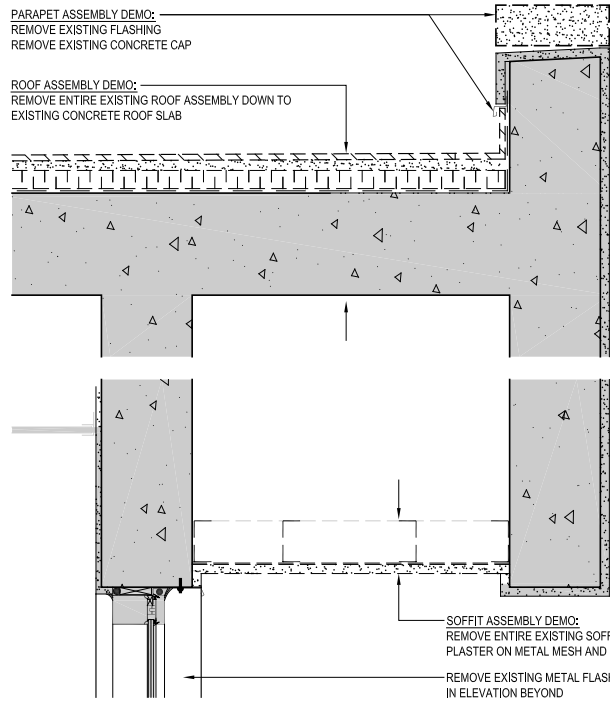 PARAPET ASSEMBLY DEMO:
REMOVE EXISTING FLASHING
REMOVE EXISTING CONCRETE CAP
ROOF ASSEMBLY DEMO:
REMOVE ENTIRE EXISTING ROOF ASSEMBLY DOWN TO
EXISTING CONCRETE ROOF SLAB
SOFFIT ASSEMBLY DEMO:
REMOVE ENTIRE EXISTING SOFF
PLASTER ON METAL MESH AND
REMOVE EXISTING METAL FLASH
IN ELEVATION BEYOND